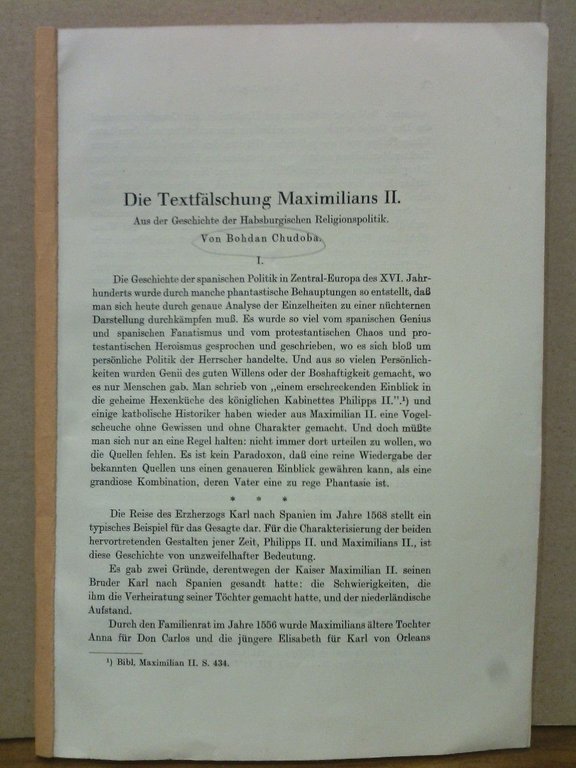 Die Textfälschung Maximilians II.
Aus der Geschichte der Habsburgischen Religionspolitik.
Von Bohdan Chudoba.
I.
Die Geschichte der spanischen Politik in Zentral-Europa des XVI. Jahr-
hunderts wurde durch manche phantastische Behauptungen so entstellt, daß
man sich heute durch genaue Analyse der Einzelheiten zu einer nüchternen
Darstellung durchkämpfen muß. Es wurde so viel vom spanischen Genius
und spanischen Fanatismus und vom protestantischen Chaos und pro-
testantischen Heroismus gesprochen und geschrieben, wo es sich bloß um
persönliche Politik der Herrscher handelte. Und aus so vielen Persönlich-
keiten wurden Genii des guten Willens oder der Boshaftigkeit gemacht, wo
es nur Menschen gab. Man schrieb von „einem erschreckenden Einblick in
die geheime Hexenküche des königlichen Kabinettes Philipps II.".¹) und
einige katholische Historiker haben wieder aus Maximilian II. eine Vogel-
scheuche ohne Gewissen und ohne Charakter gemacht. Und doch müßte
man sich nur an eine Regel halten: nicht immer dort urteilen zu wollen, wo
die Quellen fehlen. Es ist kein Paradoxon, daß eine reine Wiedergabe der
bekannten Quellen uns einen genaueren Einblick gewähren kann, als eine
grandiose Kombination, deren Vater eine zu rege Phantasie ist.
* * *
Die Reise des Erzherzogs Karl nach Spanien im Jahre 1568 stellt ein
typisches Beispiel für das Gesagte dar. Für die Charakterisierung der beiden
hervortretenden Gestalten jener Zeit, Philipps II. und Maximilians II., ist
diese Geschichte von unzweifelhafter Bedeutung.
Es gab zwei Gründe, derentwegen der Kaiser Maximilian II. seinen
Bruder Karl nach Spanien gesandt hatte: die Schwierigkeiten, die
ihm die Verheiratung seiner Töchter gemacht hatte, und der niederländische
Aufstand.
Durch den Familienrat im Jahre 1556 wurde Maximilians ältere Tochter
Anna für Don Carlos und die jüngere Elisabeth für Karl von Orleans
¹) Bibl. Maximilian II. S. 434.